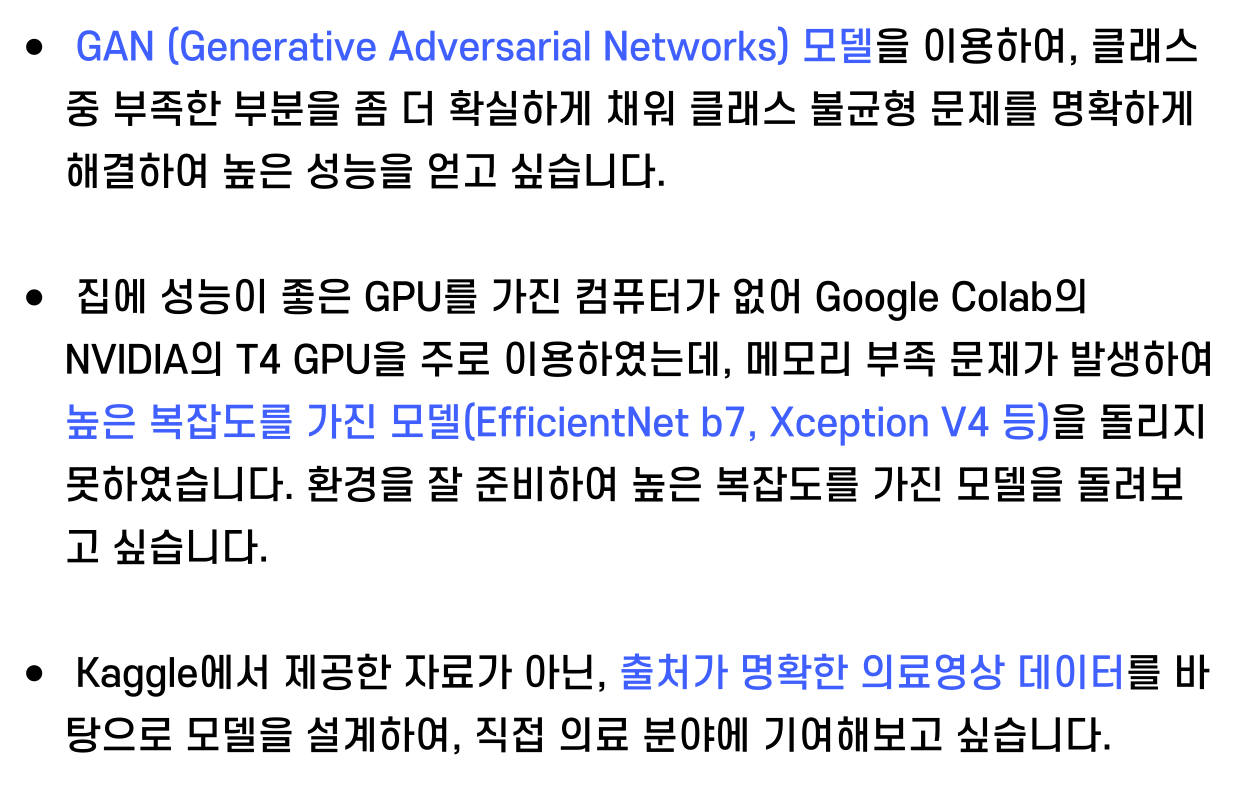 • GAN (Generative Adversarial Networks) 모델을 이용하여, 클래스
중 부족한 부분을 좀 더 확실하게 채워 클래스 불균형 문제를 명확하게
해결하여 높은 성능을 얻고 싶습니다.
• 집에 성능이 좋은 GPU를 가진 컴퓨터가 없어 Google Colab의
NVIDIA의 T4 GPU을 주로 이용하였는데, 메모리 부족 문제가 발생하여
높은 복잡도를 가진 모델(EfficientNet b7, Xception V4 등)을 돌리지
못하였습니다. 환경을 잘 준비하여 높은 복잡도를 가진 모델을 돌려보
고 싶습니다.
• Kaggle에서 제공한 자료가 아닌, 출처가 명확한 의료영상 데이터를 바
탕으로 모델을 설계하여, 직접 의료 분야에 기여해보고 싶습니다.